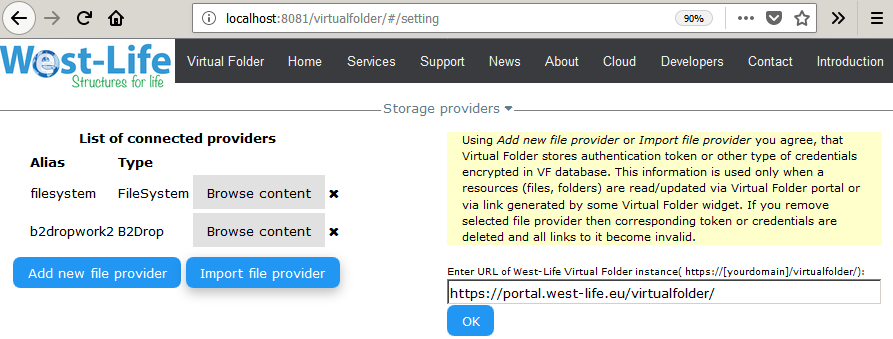 localhost:8081/virtualfolder/#/setting 90%
West-Life
Structures for life
Virtual Folder Home Services Support News About Cloud Developers Contact Introduction
Storage providers
List of connected providers
Alias Type
filesystem FileSystem Browse content
b2dropwork2 B2Drop Browse content
Add new file provider Import file provider
Using Add new file provider or Import file provider you agree, that
Virtual Folder stores authentication token or other type of credentials
encrypted in VF database. This information is used only when a
resources (files, folders) are read/updated via Virtual Folder portal or
via link generated by some Virtual Folder widget. If you remove
selected file provider then corresponding token or credentials are
deleted and all links to it become invalid.
Enter URL of West-Life Virtual Folder instance( https://[yourdomain]/virtualfolder/):
https://portal.west-life.eu/virtualfolder/
OK